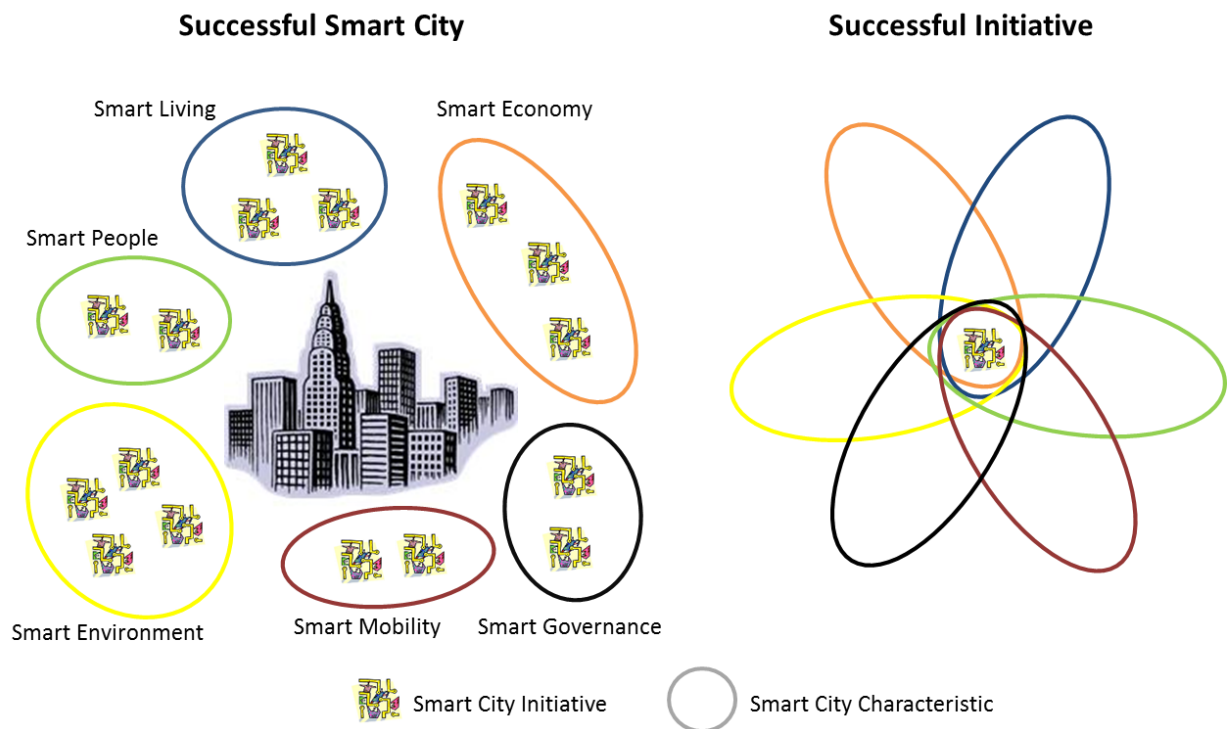 Successful Smart City
Successful Initiative
Smart Living
Smart Economy
Smart People
Smart Environment
Smart Mobility
Smart Governance
Smart City Initiative
Smart City Characteristic